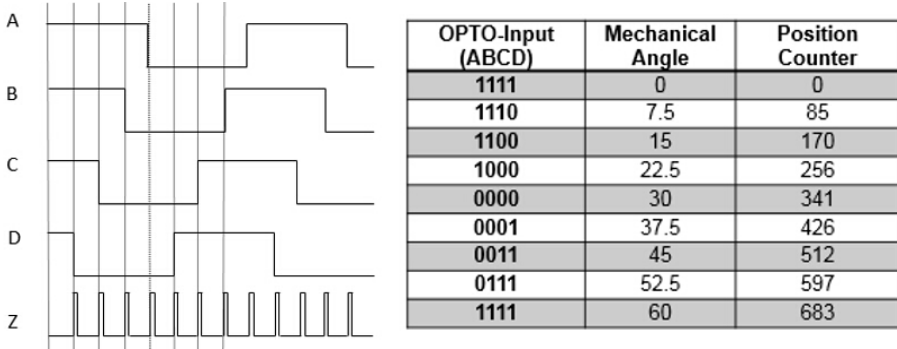 A
B
C
D
Z
OPTO-Input (ABCD) Mechanical Angle Position Counter
1111 0 0
1110 7.5 85
1100 15 170
1000 22.5 256
0000 30 341
0001 37.5 426
0011 45 512
0111 52.5 597
1111 60 683